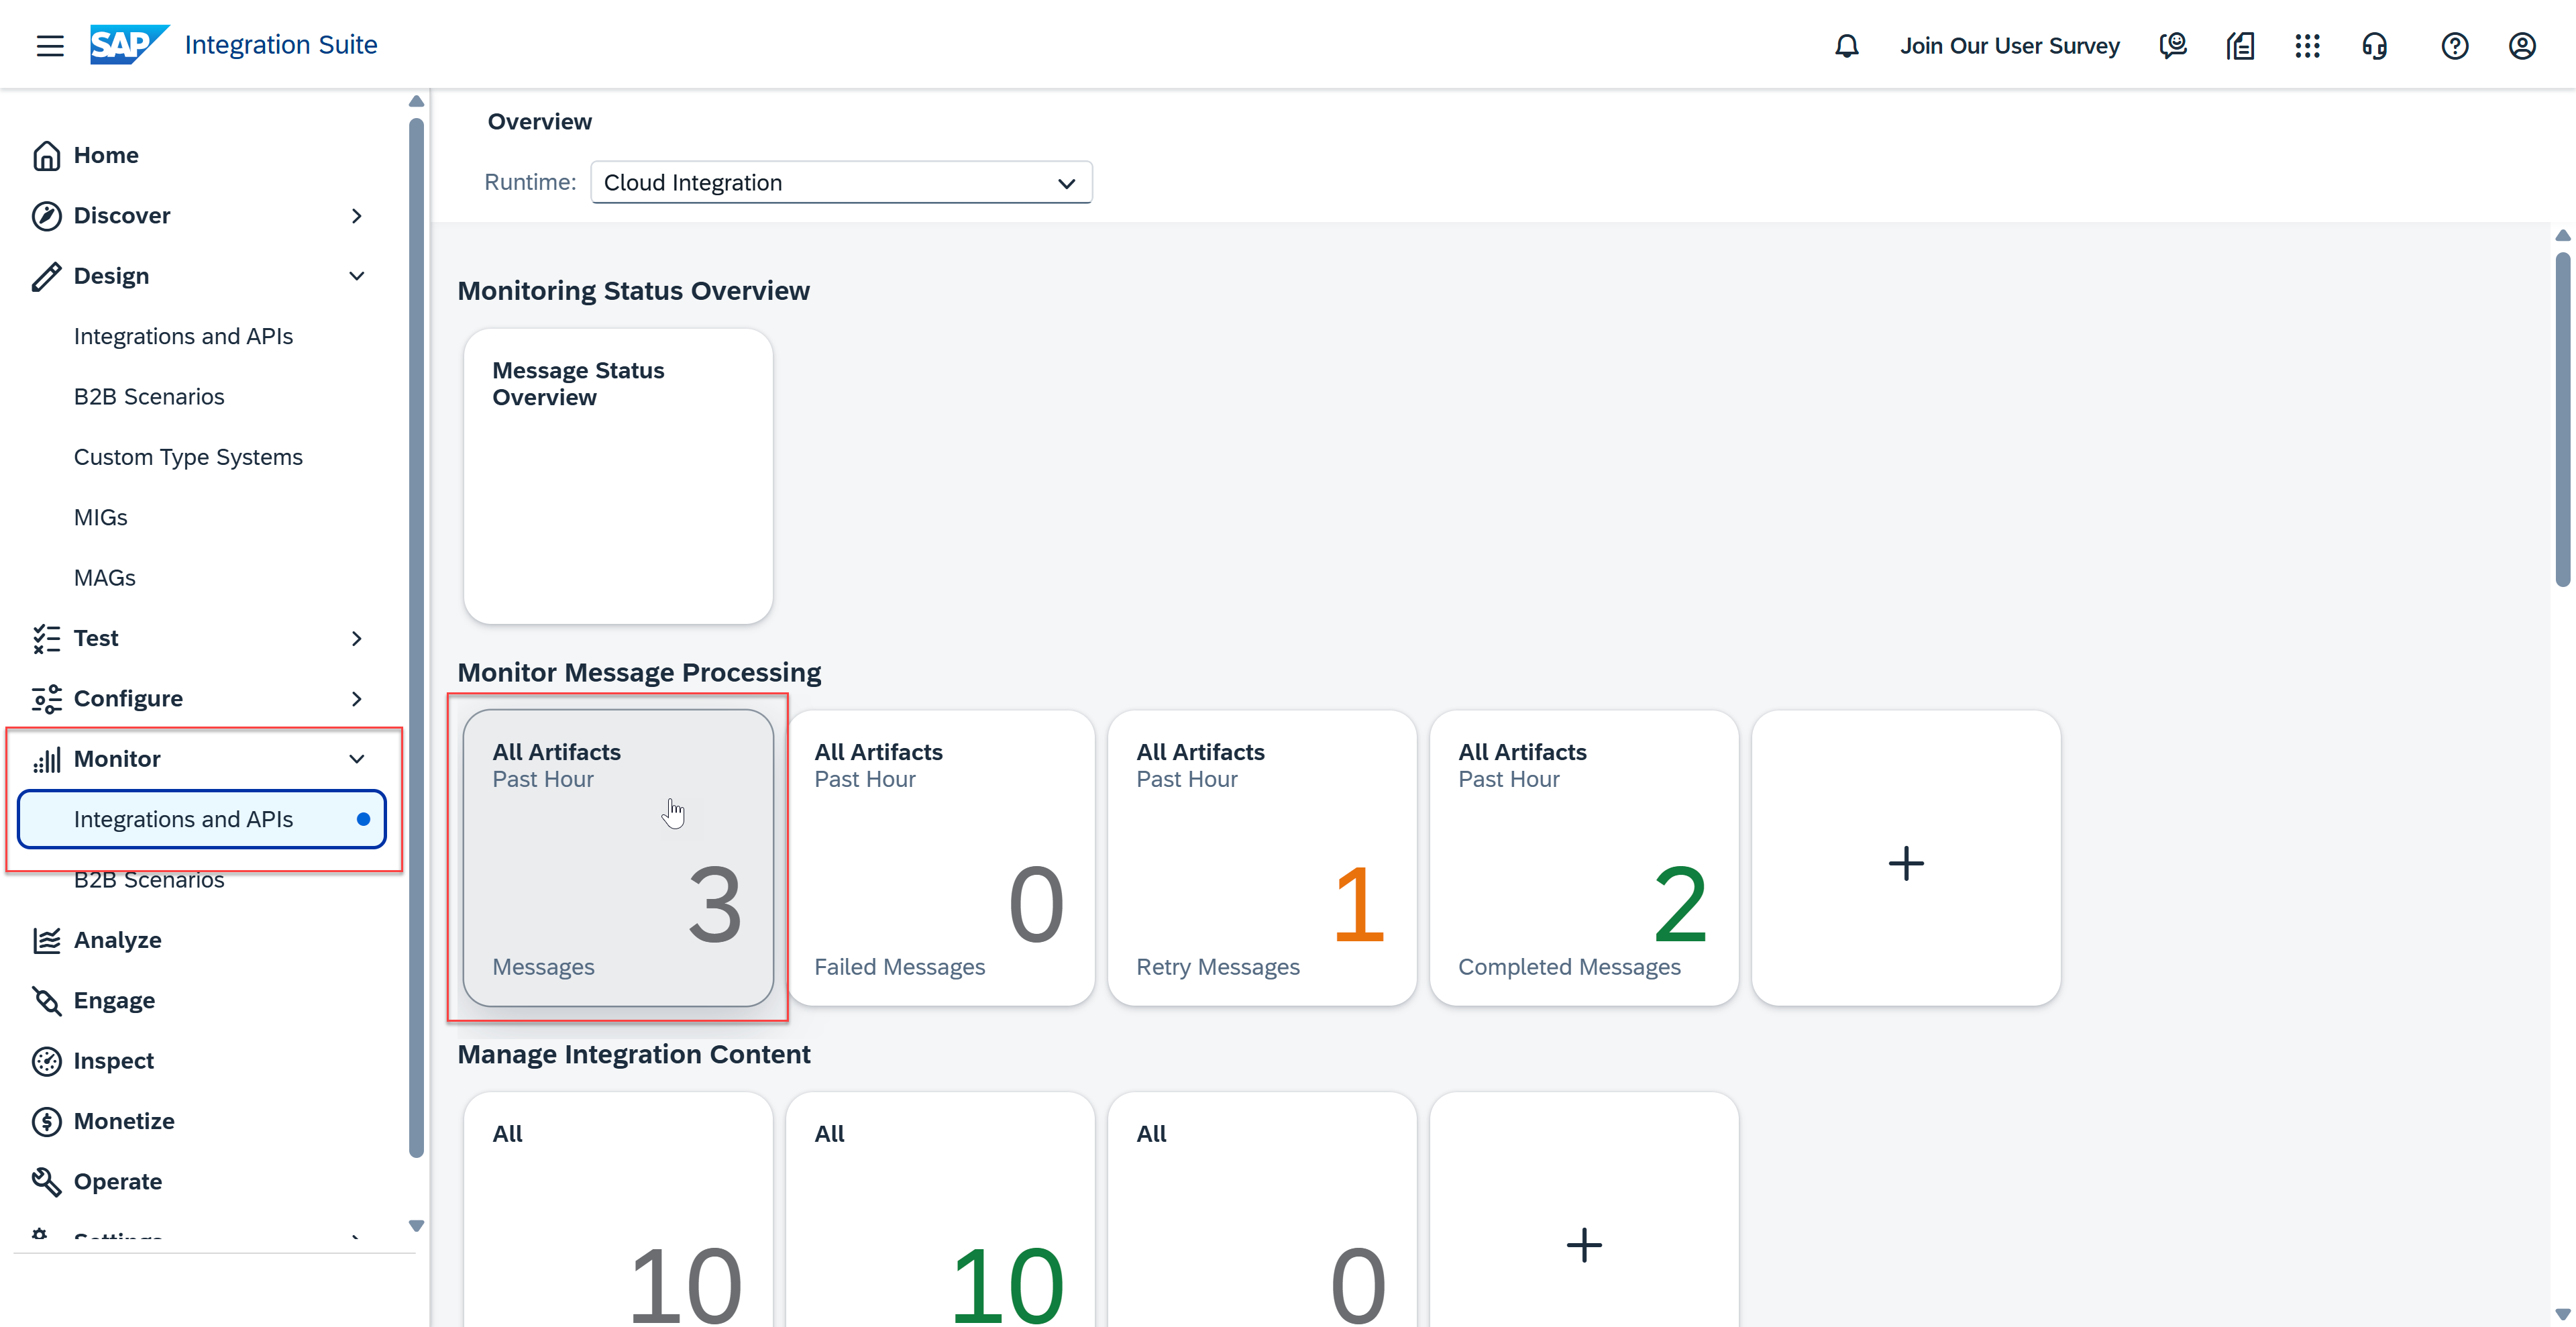 SAP Integration Suite
Join Our User Survey
Home
Discover
Design
Integrations and APIs
B2B Scenarios
Custom Type Systems
MIGs
MAGs
Test
Configure
Monitor
Integrations and APIs
B2B Scenarios
Analyze
Engage
Inspect
Monetize
Operate
Settings
Overview
Runtime: Cloud Integration
Monitoring Status Overview
Message Status
Overview
Monitor Message Processing
All Artifacts
Past Hour
3
Messages
All Artifacts
Past Hour
0
Failed Messages
All Artifacts
Past Hour
1
Retry Messages
All Artifacts
Past Hour
2
Completed Messages
Manage Integration Content
All
10
All
10
All
0